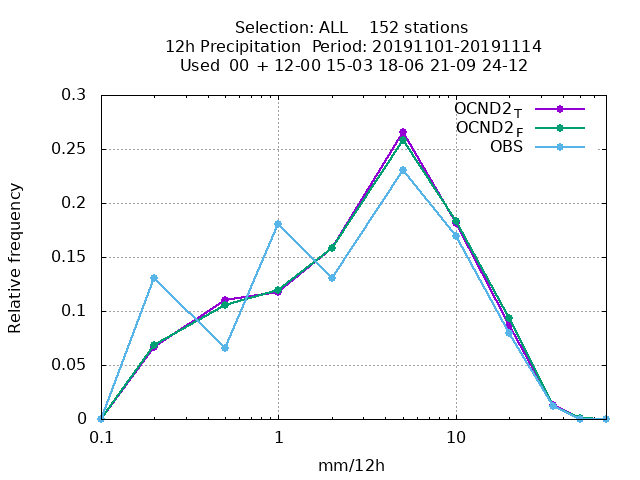 Selection: ALL    152 stations
12h Precipitation  Period: 20191101-20191114
Used  00 + 12-00 15-03 18-06 21-09 24-12
0.3
0.25
0.2
0.15
0.1
0.05
0
Relative frequency
OCND2_T
OCND2_F
OBS
0.1 1 10
mm/12h